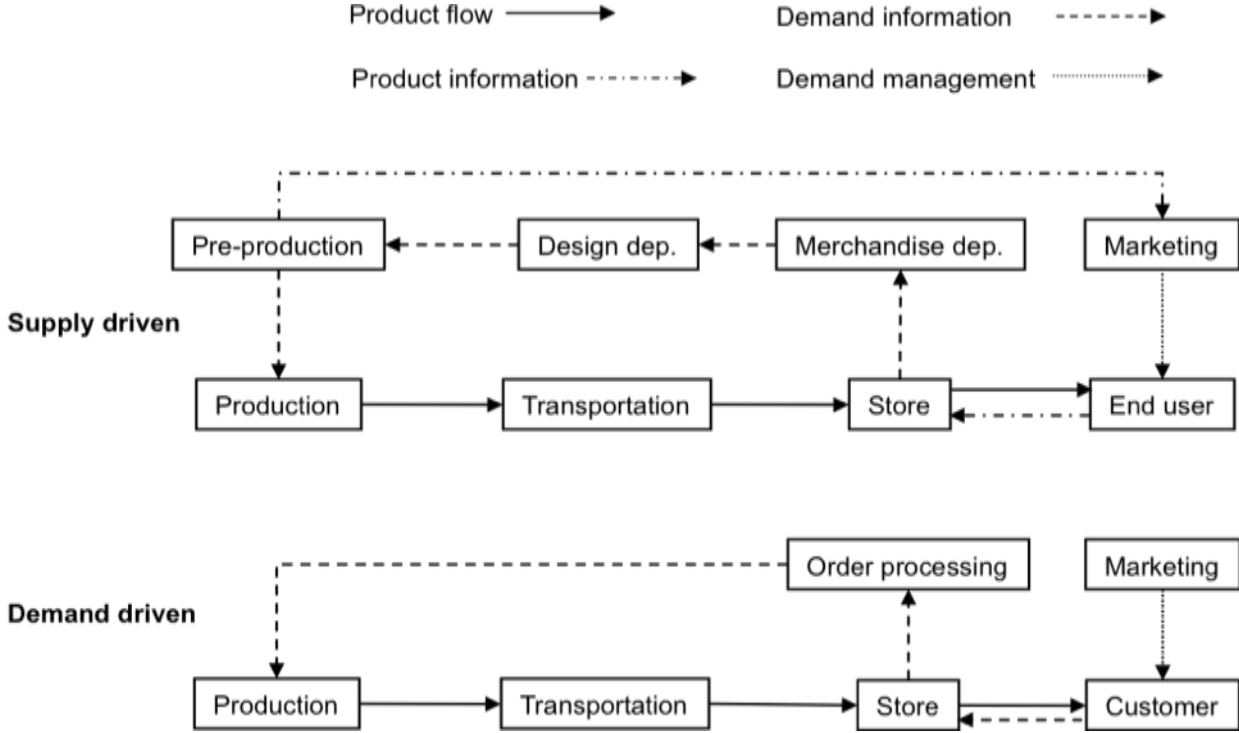 Product flow
Demand information
Product information
Demand management
Pre-production
Design dep.
Merchandise dep.
Marketing
Supply driven
Production
Transportation
Store
End user
Order processing
Marketing
Demand driven
Production
Transportation
Store
Customer